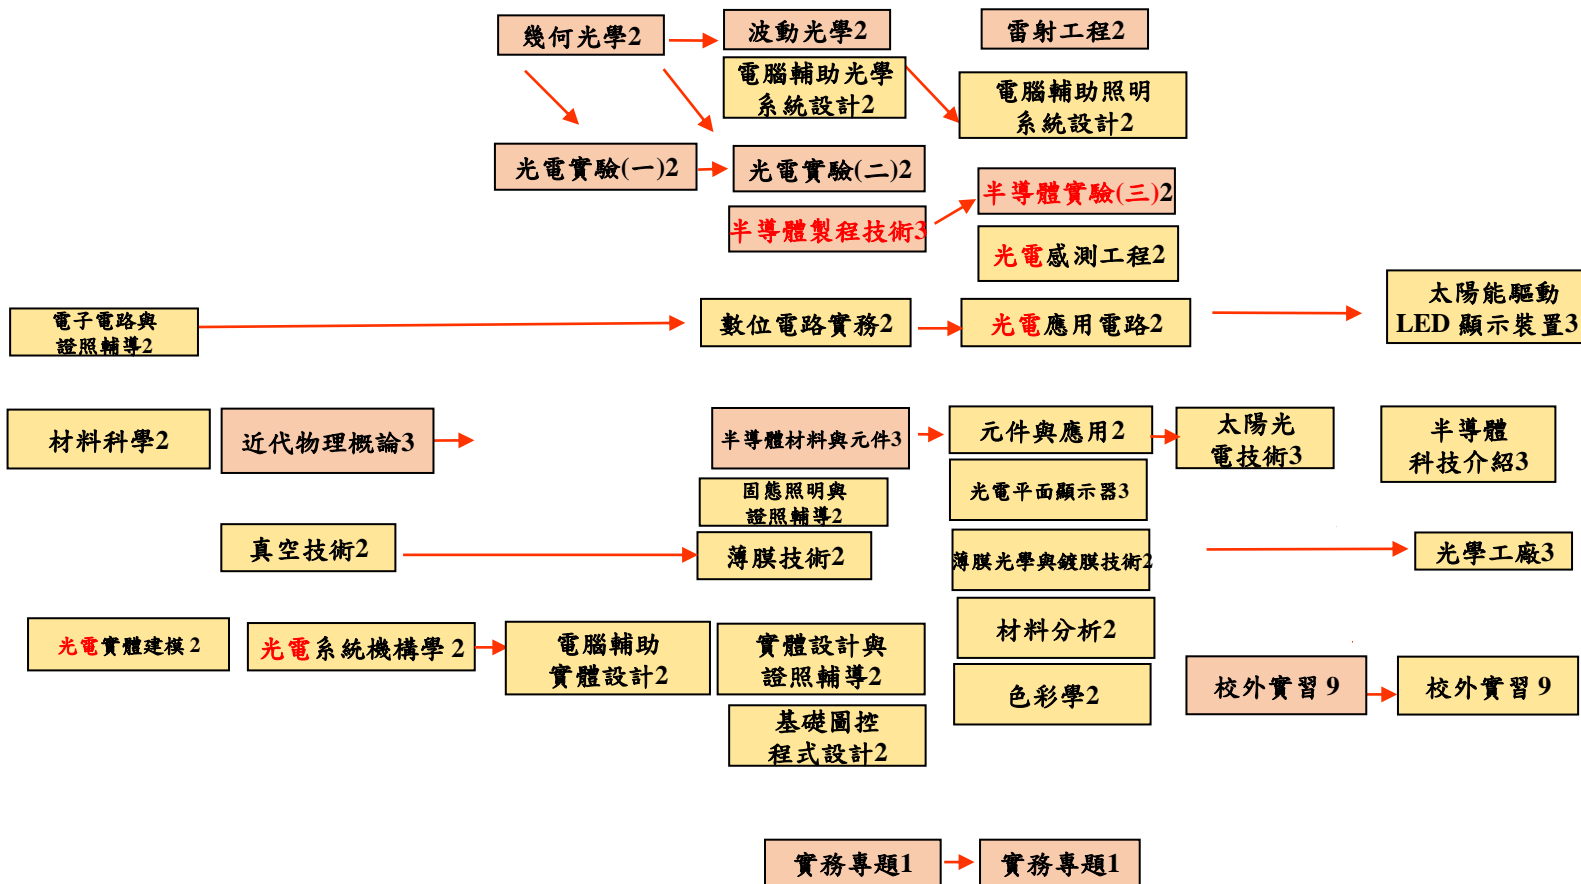 幾何光學2
波動光學2
雷射工程2
電腦輔助光學
系統設計2
電腦輔助照明
系統設計2
光電實驗(一)2
光電實驗(二)2
半導體實驗(三)2
半導體製程技術3
光電感測工程2
電子電路與
證照輔導2
數位電路實務2
光電應用電路2
太陽能驅動
LED 顯示裝置3
材料科學2
近代物理概論3
半導體材料與元件3
元件與應用2
太陽光
電技術3
半導體
科技介紹3
固態照明與
證照輔導2
光電平面顯示器3
真空技術2
薄膜技術2
薄膜光學與鍍膜技術2
光學工廠3
光電實體建模 2
光電系統機構學 2
電腦輔助
實體設計2
實體設計與
證照輔導2
材料分析2
色彩學2
校外實習 9
校外實習 9
基礎圖控
程式設計2
實務專題1
實務專題1